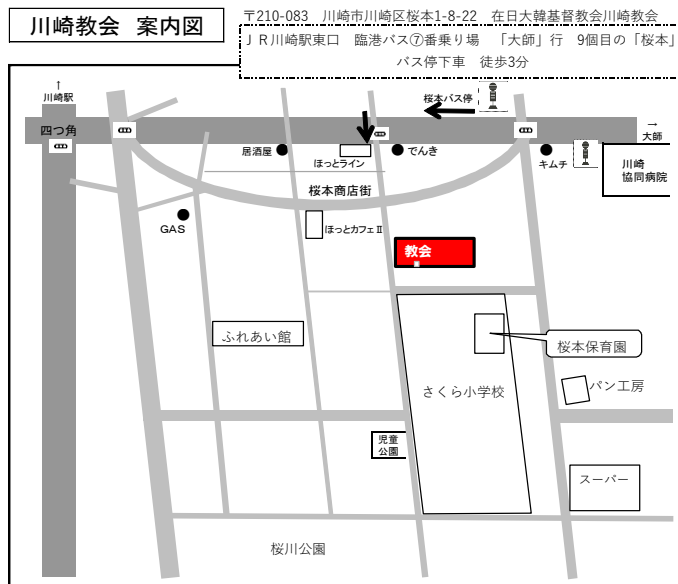 川崎教会 案内図
〒210-083 川崎市川崎区桜本1-8-22 在日大韓基督教会川崎教会
JR川崎駅東口 臨港バス⑦番乗り場 「大師」行 9個目の「桜本」
バス停下車 徒歩3分
↑
川崎駅
桜本バス停
四つ角
→
大師
居酒屋
ほっとライン
でんき
キムチ
川崎
協同病院
桜本商店街
GAS
ほっとカフェⅡ
教会
ふれあい館
桜本保育園
さくら小学校
パン工房
児童
公園
スーパー
桜川公園